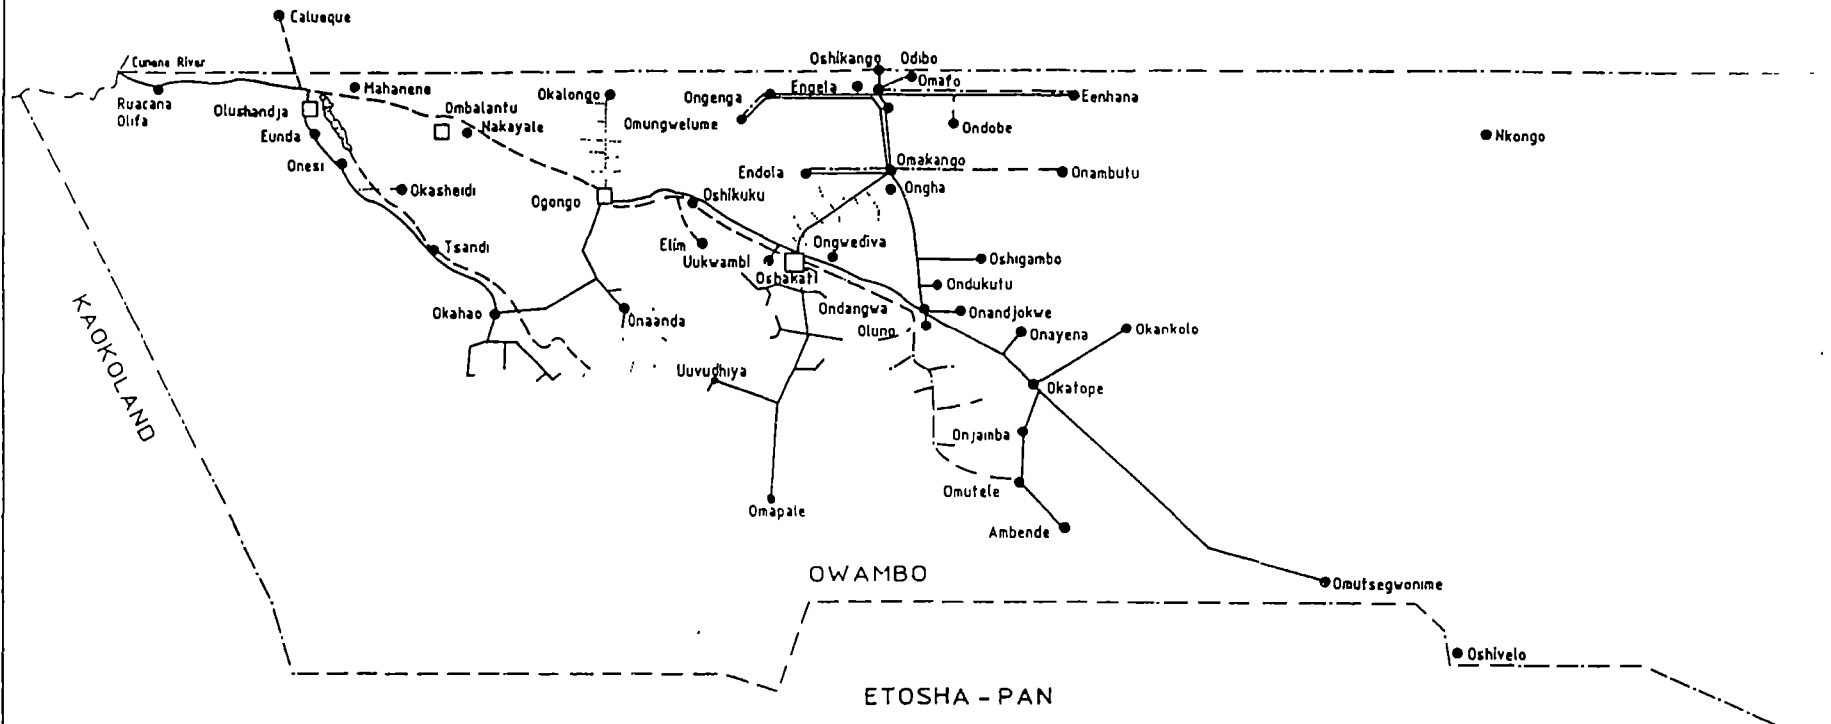 Calueque
Cunene River
Oshikango
Odibo
Engela
Omafo
Mahanene
Okalongo
Ongenga
Eenhana
Ruacana
Olifa
Olushandja
Ombalantu
Nakayale
Omungwelume
Ondobe
Nkongo
Eunda
Onesi
Okasheidi
Endola
Omakango
Onambutu
Ongha
Ogongo
Oshikuku
Tsandi
Elim
Uukwambi
Ongwediva
Oshakati
Oshigambo
Ondukutu
KAOKOLAND
Okahao
Onaanda
Ondangwa
Oluno
Onandjokwe
Onayena
Okankolo
Uuvudhiya
Okatope
Onjamba
Omapale
Omutele
Ambende
OWAMBO
Omutsegwonime
Oshivelo
ETOSHA - PAN